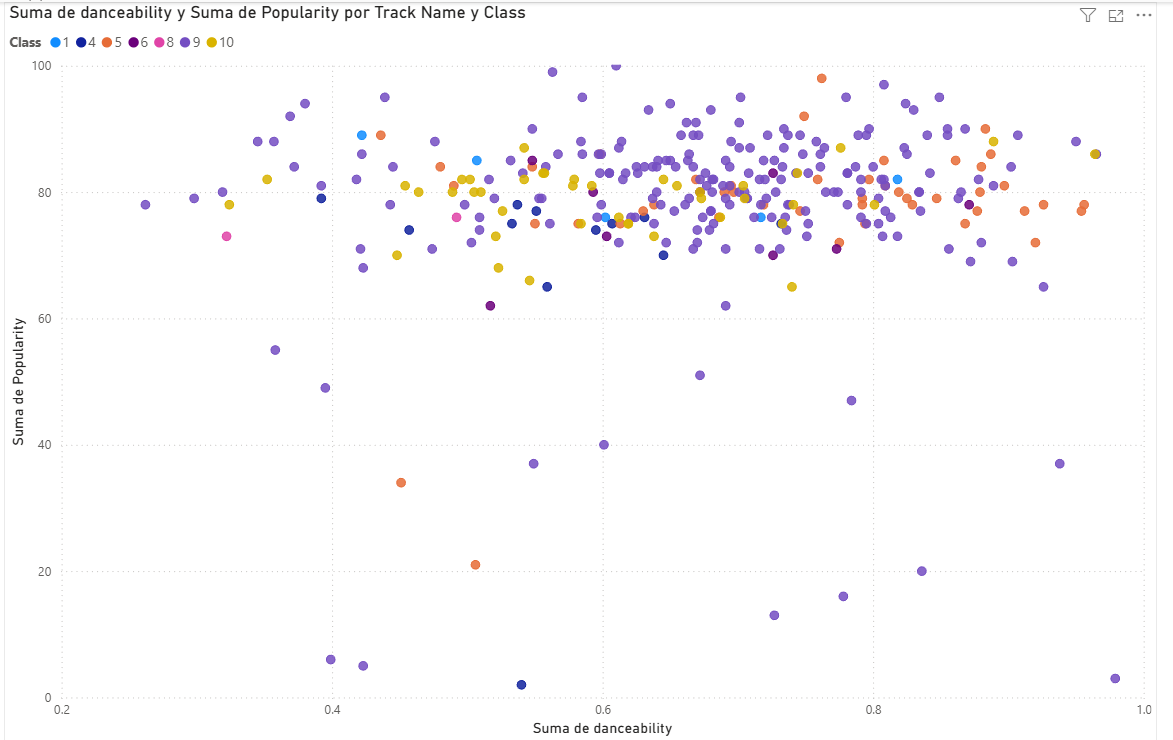 Suma de danceability y Suma de Popularity por Track Name y Class
Class 1 4 5 6 8 9 10
100
80
60
40
20
0
Suma de Popularity
0.2 0.4 0.6 0.8 1.0
Suma de danceability